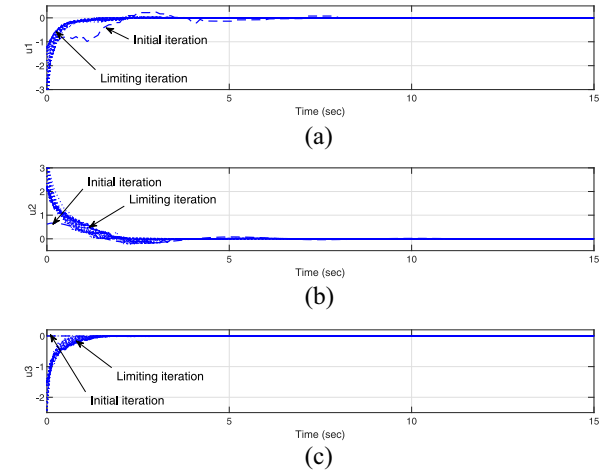 0
-1
-2
-3
u1
Initial iteration
Limiting iteration
0 5 10 15
Time (sec)
(a)
3
2
1
0
u2
Initial iteration
Limiting iteration
0 5 10 15
Time (sec)
(b)
0
-1
-2
u3
Limiting iteration
Initial iteration
0 5 10 15
Time (sec)
(c)